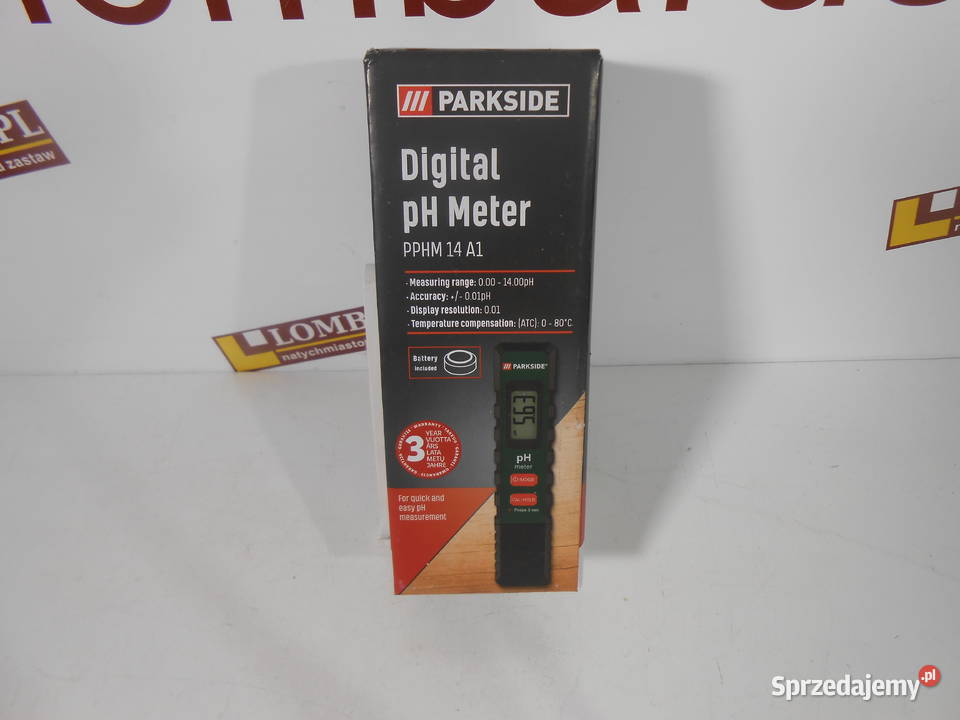 PARKSIDE
Digital
pH Meter
PPHM 14 A1
· Measuring range: 0.00 - 14.00pH
· Accuracy: +/- 0.01pH
· Display resolution: 0.01
· Temperature compensation: (ATC): 0 - 80°C
Battery
included
3
YEAR
VUOTTA
ÅRS
LATA
METŲ
JAHRE
For quick and
easy pH
measurement
PARKSIDE
5.93
pH
meter
.PL
zastaw
LOMB
natychmiastow
Sprzedajemy.pl